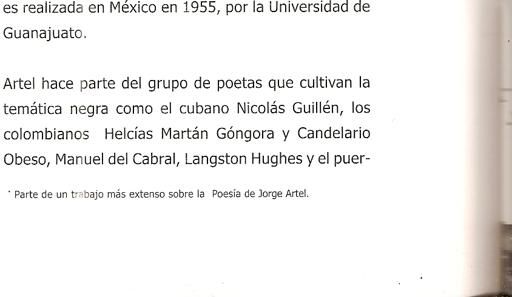 es realizada en México en 1955, por la Universidad de
Guanajuato.
Artel hace parte del grupo de poetas que cultivan la
temática negra como el cubano Nicolás Guillén, los
colombianos Helcías Martán Góngora y Candelario
Obeso, Manuel del Cabral, Langston Hughes y el puer-
* Parte de un trabajo más extenso sobre la Poesía de Jorge Artel.